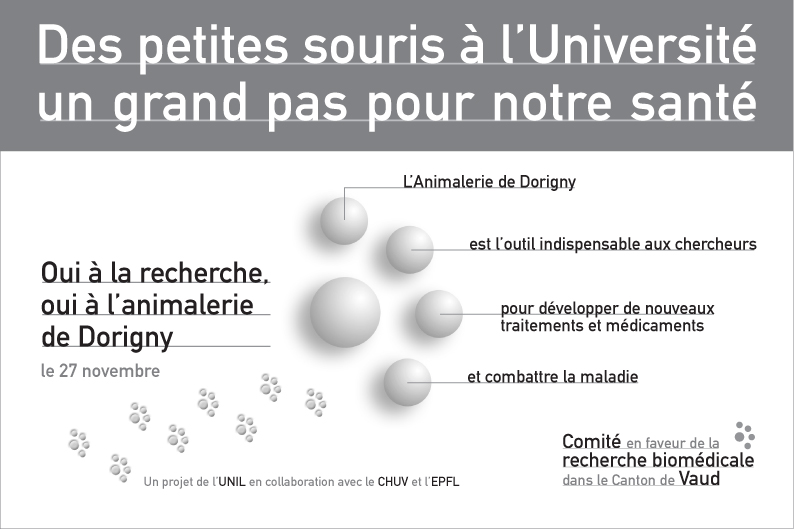 Des petites souris à l'Université
un grand pas pour notre santé
L'Animalerie de Dorigny
est l'outil indispensable aux chercheurs
pour développer de nouveaux
traitements et médicaments
et combattre la maladie
Oui à la recherche,
oui à l'animalerie
de Dorigny
le 27 novembre
Un projet de l'UNIL en collaboration avec le CHUV et l'EPFL
Comité en faveur de la
recherche biomédicale
dans le Canton de Vaud